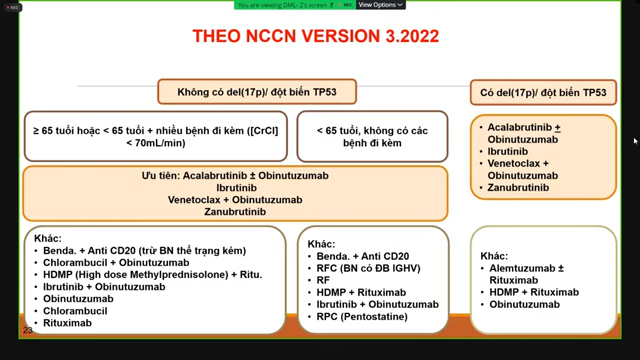 REC
You are viewing DML- Z's screen
REC
View Options
THEO NCCN VERSION 3.2022
Không có del(17p)/ đột biến TP53
Có del(17p)/ đột biến TP53
≥ 65 tuổi hoặc < 65 tuổi + nhiều bệnh đi kèm ([CrCl]
< 70mL/min)
< 65 tuổi, không có các
bệnh đi kèm
• Acalabrutinib ±
Obinutuzumab
• Ibrutinib
• Venetoclax +
Obinutuzumab
• Zanubrutinib
Ưu tiên: Acalabrutinib ± Obinutuzumab
Ibrutinib
Venetoclax + Obinutuzumab
Zanubrutinib
Khác:
• Benda. + Anti CD20 (trừ BN thể trạng kém)
• Chlorambucil + Obinutuzumab
• HDMP (High dose Methylprednisolone) + Ritu.
• Ibrutinib + Obinutuzumab
• Obinutuzumab
• Chlorambucil
• Rituximab
Khác:
• Benda. + Anti CD20
• RFC (BN có ĐB IGHV)
• RF
• HDMP + Rituximab
• Ibrutinib + Obinutuzumab
• RPC (Pentostatine)
Khác:
• Alemtuzumab ±
Rituximab
• HDMP + Rituximab
• Obinutuzumab
23